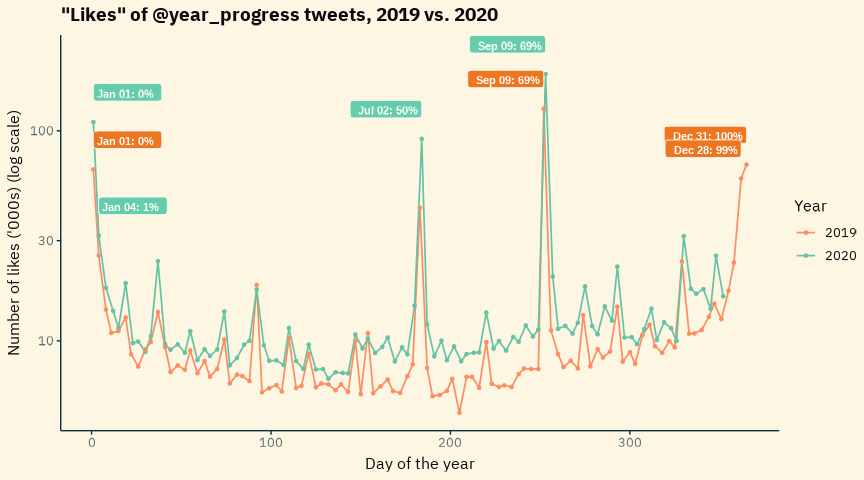 "Likes" of @year_progress tweets, 2019 vs. 2020
Number of likes ('000s) (log scale)
100
30
10
Sep 09: 69%
Sep 09: 69%
Jan 01: 0%
Jul 02: 50%
Jan 01: 0%
Dec 31: 100%
Dec 28: 99%
Jan 04: 1%
Year
2019
2020
0
100
200
300
Day of the year